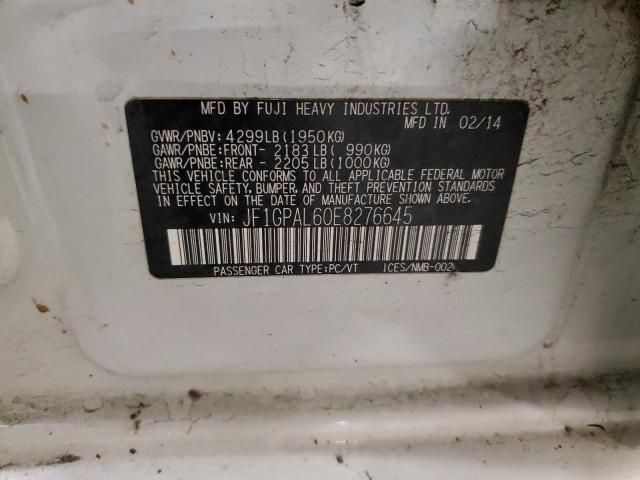 MFD BY FUJI HEAVY INDUSTRIES LTD.
MFD IN 02/14
GVWR/PNBV: 4299LB(1950KG)
GAWR/PNBE:FRONT- 2183LB( 990KG)
GAWR/PNBE:REAR - 2205LB(1000KG)
THIS VEHICLE CONFORMS TO ALL APPLICABLE FEDERAL MOTOR
VEHICLE SAFETY, BUMPER, AND THEFT PREVENTION STANDARDS
IN EFFECT ON THE DATE OF MANUFACTURE SHOWN ABOVE.
VIN: JF1GPAL60E8276645
PASSENGER CAR TYPE:PC/VT ICES/NMB-002